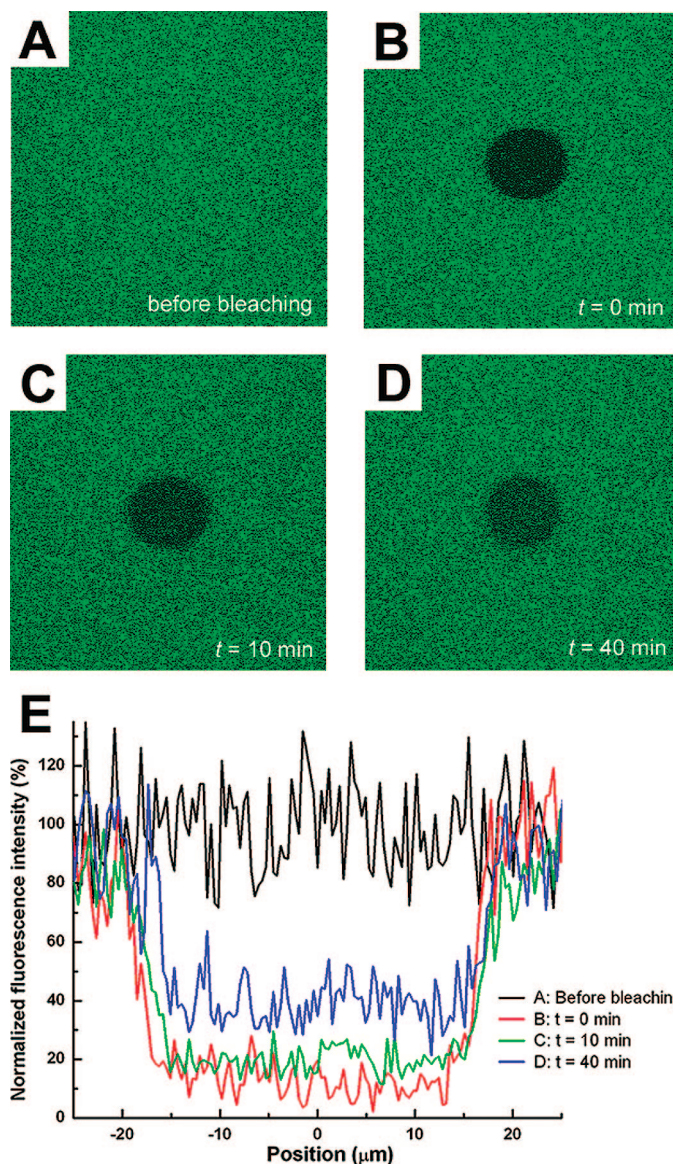 A
before bleaching
B
t = 0 min
C
t = 10 min
D
t = 40 min
E
Normalized fluorescence intensity (%)
120
100
80
60
40
20
0
A: Before bleachin
B: t = 0 min
C: t = 10 min
D: t = 40 min
-20
-10
0
10
20
Position (μm)